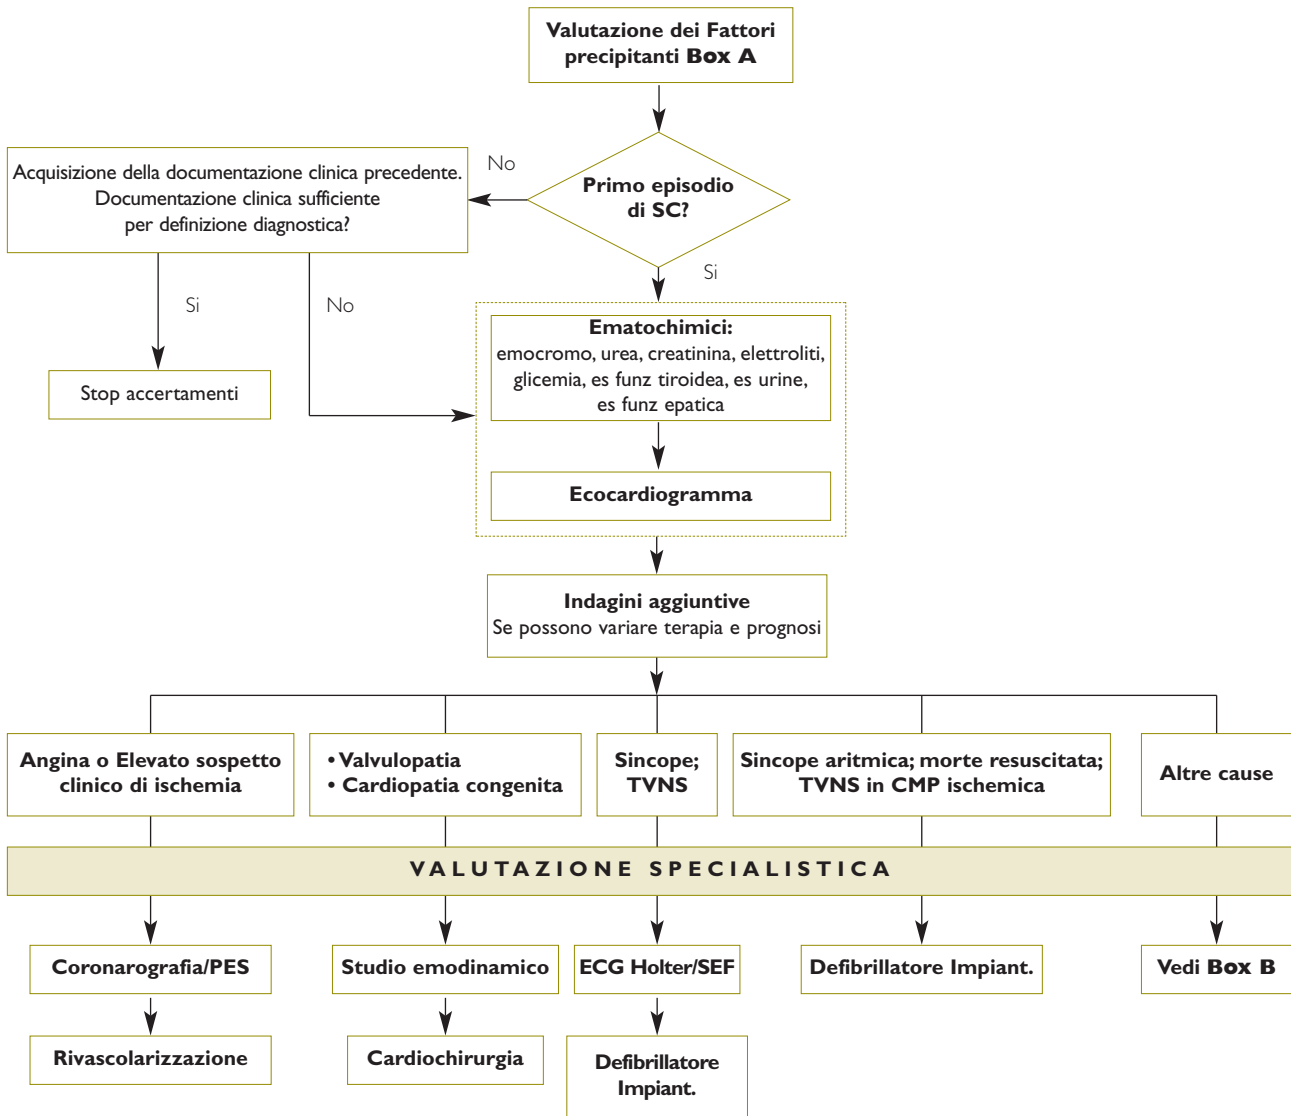 Valutazione dei Fattori
precipitanti Box A
No
Primo episodio
di SC?
Acquisizione della documentazione clinica precedente.
Documentazione clinica sufficiente
per definizione diagnostica?
Si
Si
No
Stop accertamenti
Ematochimici:
emocromo, urea, creatinina, elettroliti,
glicemia, es funz tiroidea, es urine,
es funz epatica
Ecocardiogramma
Indagini aggiuntive
Se possono variare terapia e prognosi
Angina o Elevato sospetto
clinico di ischemia
• Valvulopatia
• Cardiopatia congenita
Sincope;
TVNS
Sincope aritmica; morte resuscitata;
TVNS in CMP ischemica
Altre cause
VALUTAZIONE SPECIALISTICA
Coronarografia/PES
Studio emodinamico
ECG Holter/SEF
Defibrillatore Impiant.
Vedi Box B
Rivascolarizzazione
Cardiochirurgia
Defibrillatore
Impiant.